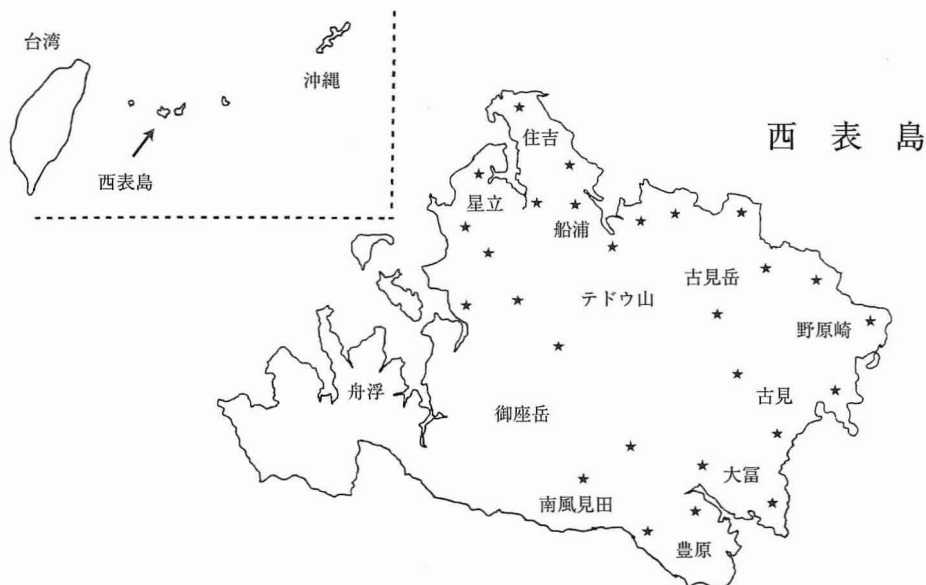 台湾
沖縄
西表島
西表島
住吉
星立
船浦
古見岳
テドウ山
野原崎
舟浮
古見
御座岳
大冨
南風見田
豊原